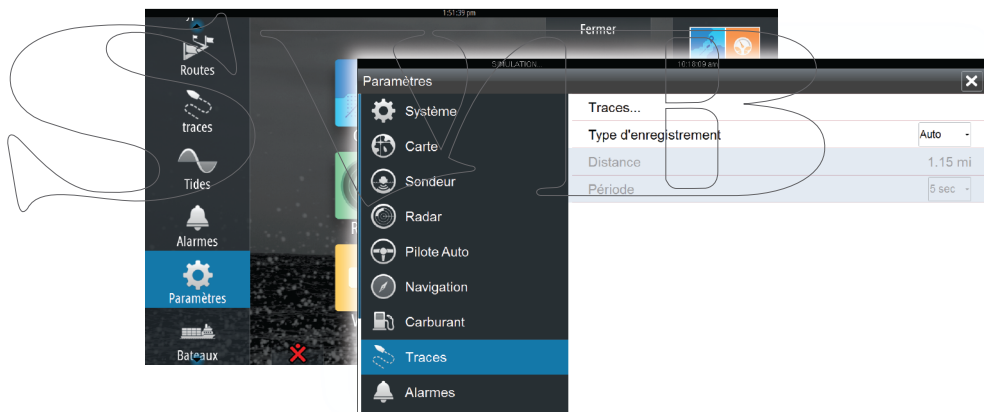 1:51:39 pm
Fermer
Routes
traces
Tides
Alarmes
Paramètres
Bateaux
SIMULATION...
10:18:09 am
Paramètres
Système
Carte
Sondeur
Radar
Pilote Auto
Navigation
Carburant
Traces
Alarmes
Traces...
Type d'enregistrement Auto
Distance 1.15 mi
Période 5 sec